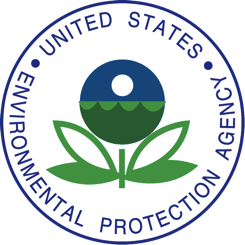 UNITED STATES
ENVIRONMENTAL PROTECTION AGENCY